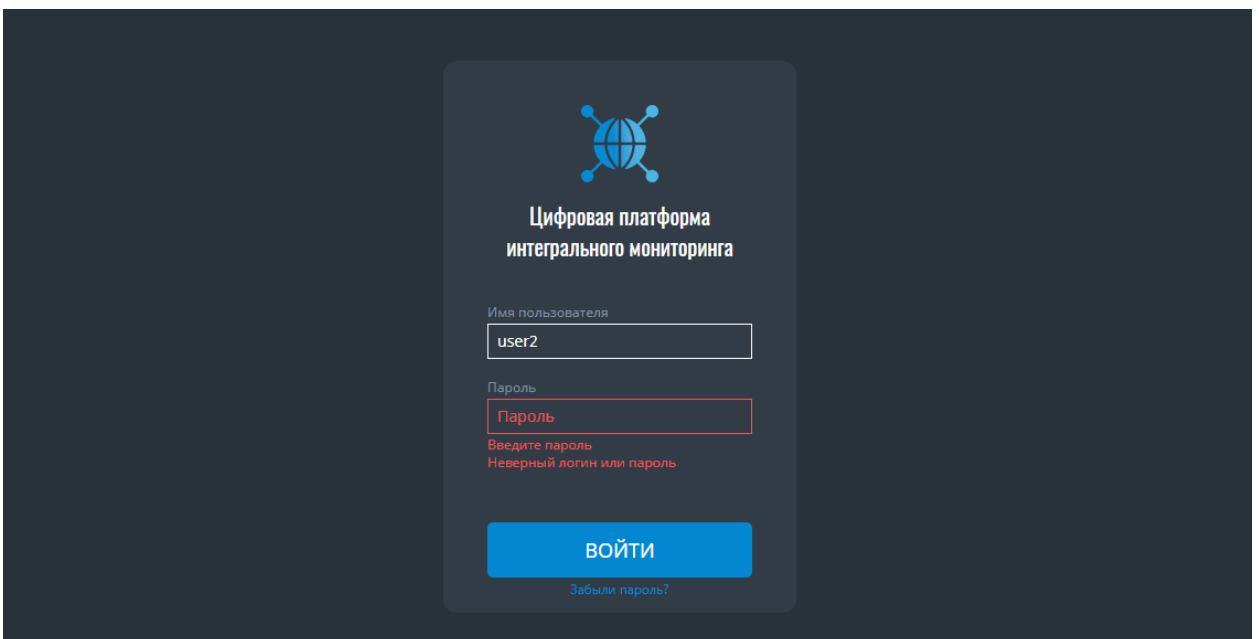 Цифровая платформа
интегрального мониторинга
Имя пользователя
user2
Пароль
Пароль
Введите пароль
Неверный логин или пароль
ВОЙТИ
Забыли пароль?